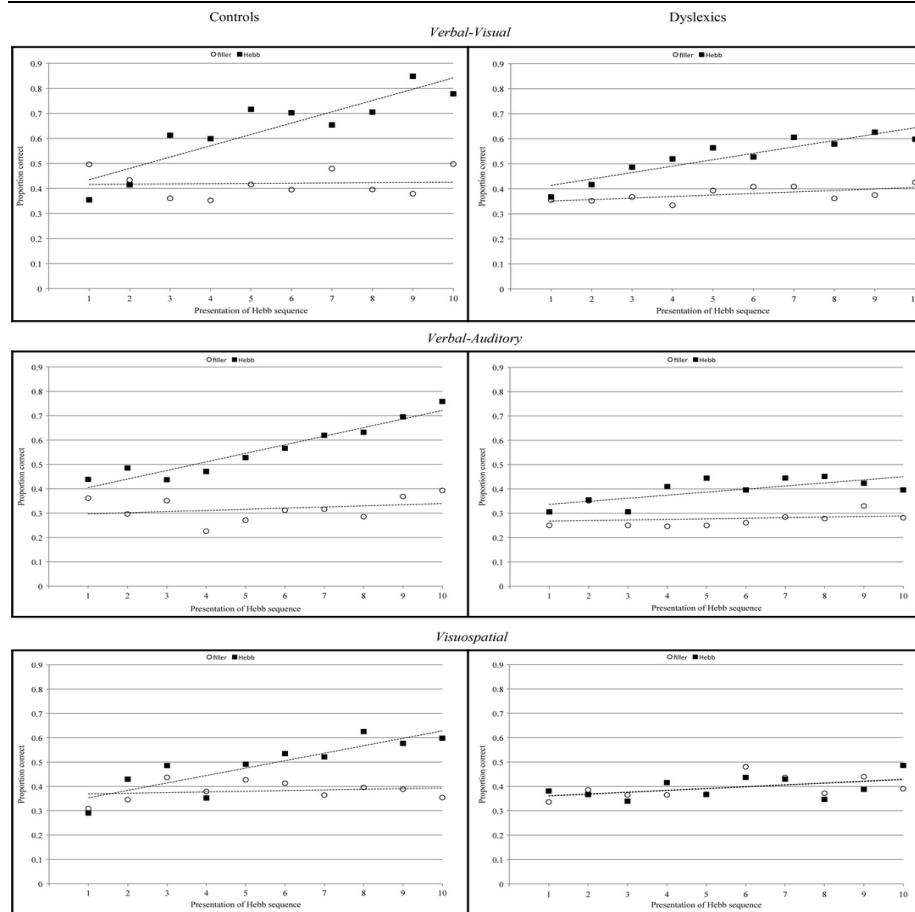 Controls Dyslexics
Verbal-Visual
filler Hebb
filler Hebb
Proportion correct
0.9
0.8
0.7
0.6
0.5
0.4
0.3
0.2
0.1
0
1 2 3 4 5 6 7 8 9 10
Presentation of Hebb sequence
Proportion correct
0.9
0.8
0.7
0.6
0.5
0.4
0.3
0.2
0.1
0
1 2 3 4 5 6 7 8 9
Presentation of Hebb sequence
Verbal-Auditory
filler Hebb
filler Hebb
Proportion correct
0.9
0.8
0.7
0.6
0.5
0.4
0.3
0.2
0.1
0
1 2 3 4 5 6 7 8 9 10
Presentation of Hebb sequence
Proportion correct
0.9
0.8
0.7
0.6
0.5
0.4
0.3
0.2
0.1
0
1 2 3 4 5 6 7 8 9 10
Presentation of Hebb sequence
Visuospatial
filler Hebb
filler Hebb
Proportion correct
0.9
0.8
0.7
0.6
0.5
0.4
0.3
0.2
0.1
0
1 2 3 4 5 6 7 8 9 10
Presentation of Hebb sequence
Proportion correct
0.9
0.8
0.7
0.6
0.5
0.4
0.3
0.2
0.1
0
1 2 3 4 5 6 7 8 9 10
Presentation of Hebb sequence